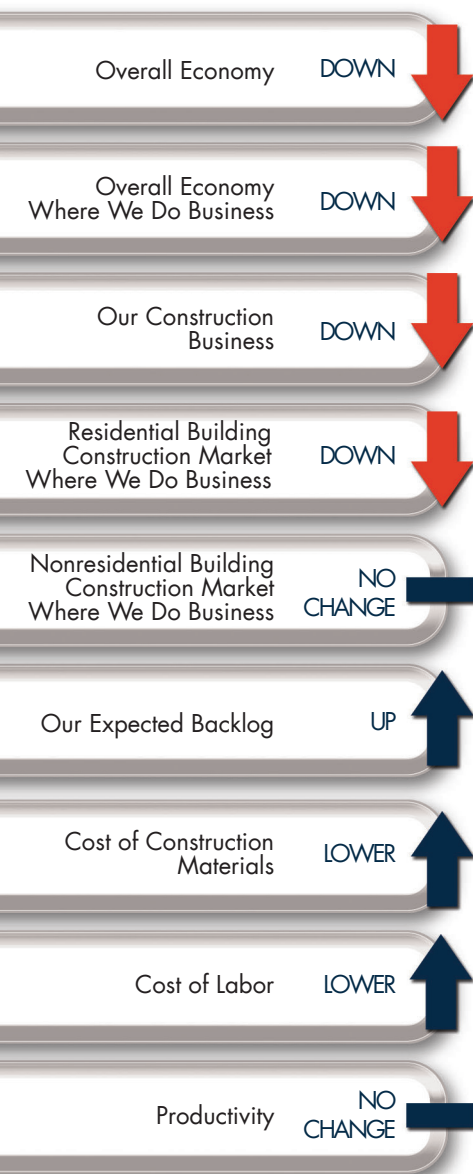 Overall Economy DOWN
Overall Economy
Where We Do Business DOWN
Our Construction
Business DOWN
Residential Building
Construction Market
Where We Do Business DOWN
Nonresidential Building
Construction Market
Where We Do Business
NO
CHANGE
Our Expected Backlog UP
Cost of Construction
Materials LOWER
Cost of Labor LOWER
Productivity
NO
CHANGE